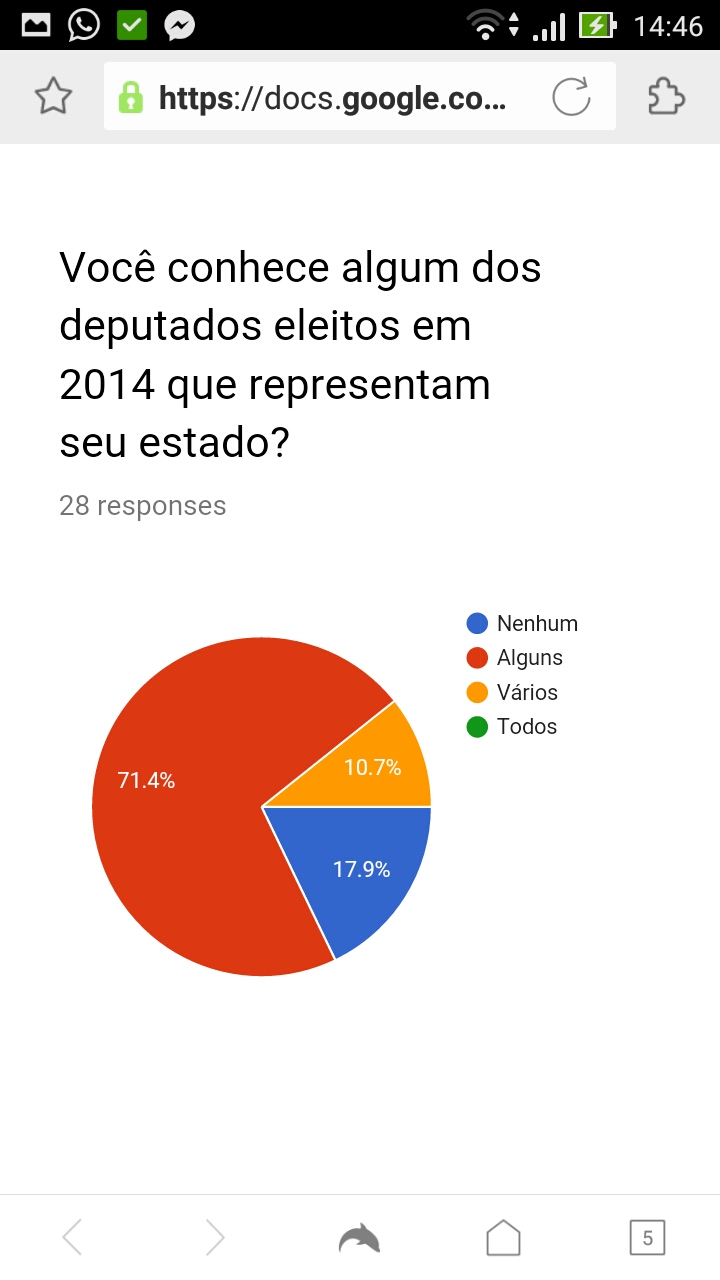 14:46
https://docs.google.co...
Você conhece algum dos
deputados eleitos em
2014 que representam
seu estado?
28 responses
Nenhum
Alguns
Vários
Todos
71.4%
10.7%
17.9%
5